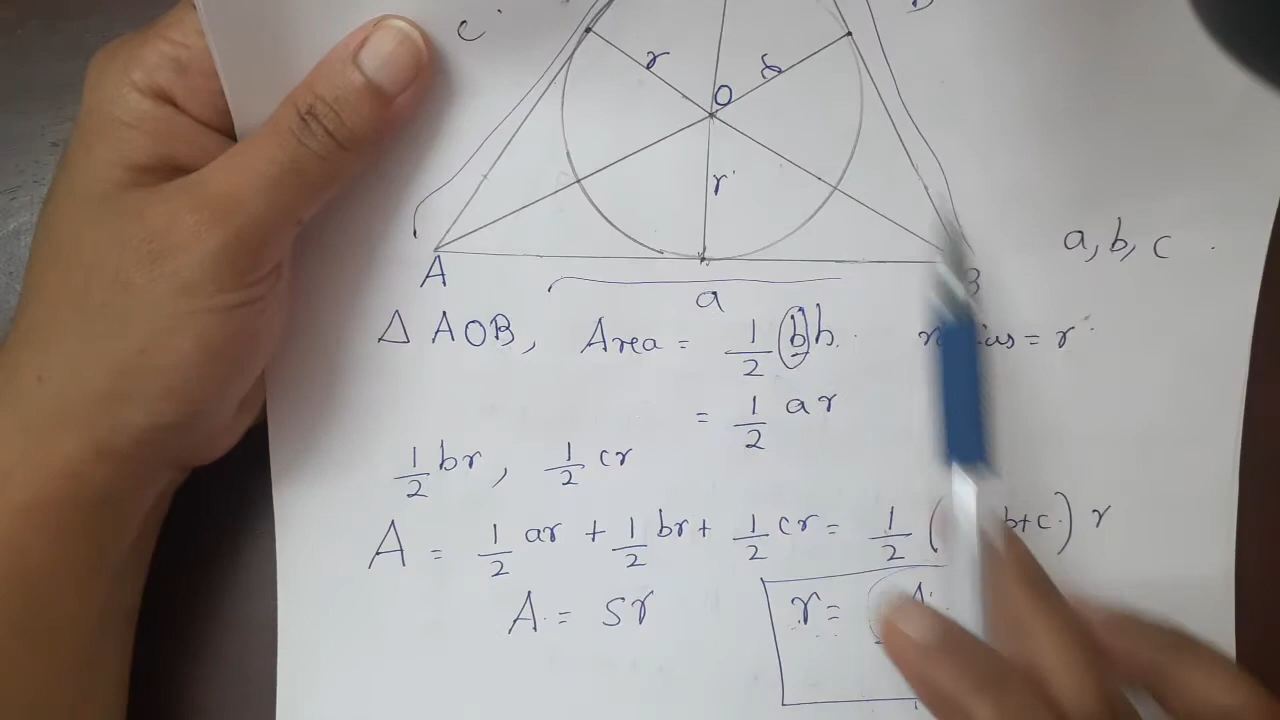 c
r r
O
r
A
a, b, c
a
Δ AOB, Area = 1/2 bh. = r
= 1/2 ar
1/2 br, 1/2 cr
A = 1/2 ar + 1/2 br + 1/2 cr = 1/2 ( b+c) r
A = sr r = A